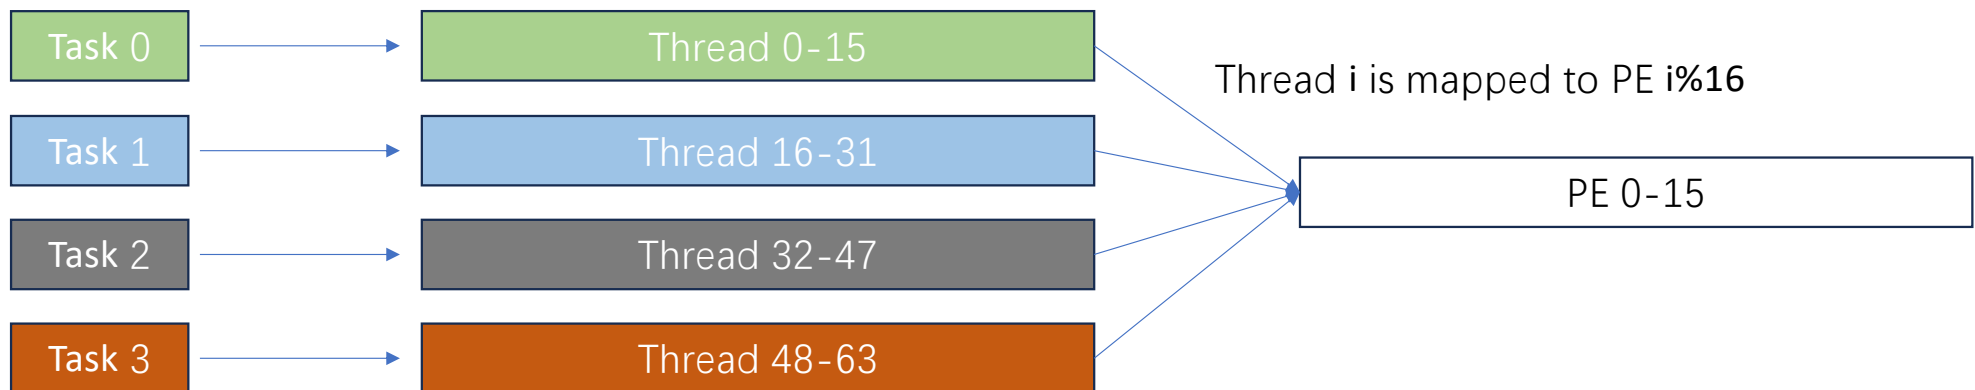 Task 0
Thread 0-15
Thread i is mapped to PE i%16
Task 1
Thread 16-31
PE 0-15
Task 2
Thread 32-47
Task 3
Thread 48-63